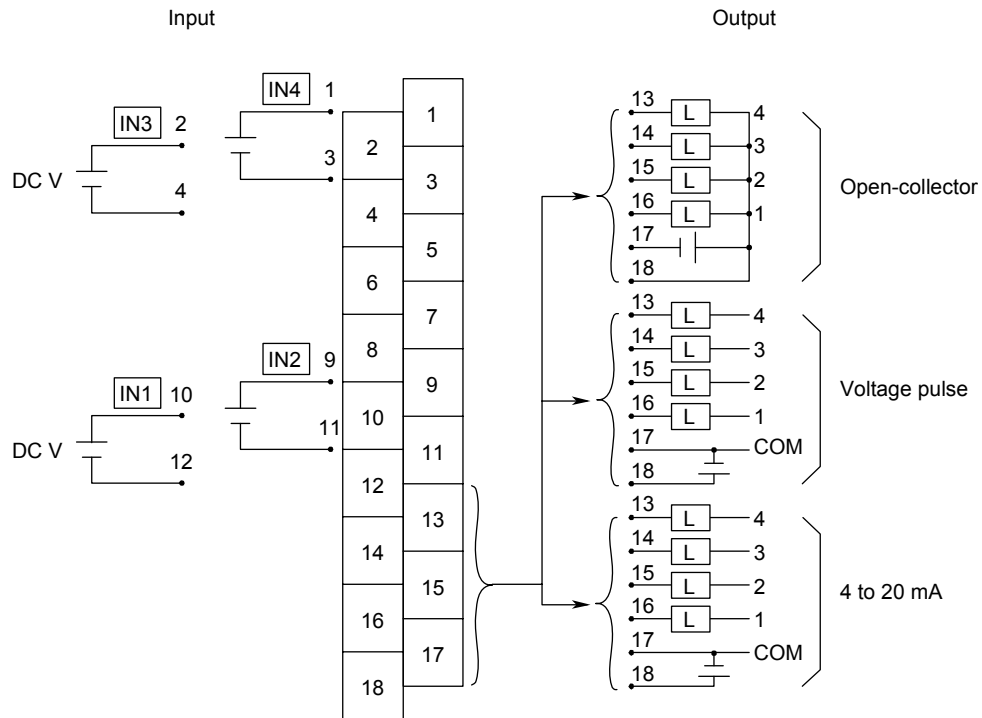 Input
Output
IN3
2
4
DC V
IN4
1
3
IN1
10
12
DC V
IN2
9
11
1
2
3
4
5
6
7
8
9
10
11
12
13
14
15
16
17
18
13 L 4
14 L 3
15 L 2
16 L 1
17
18
Open-collector
13 L 4
14 L 3
15 L 2
16 L 1
17 COM
18
Voltage pulse
13 L 4
14 L 3
15 L 2
16 L 1
17 COM
18
4 to 20 mA